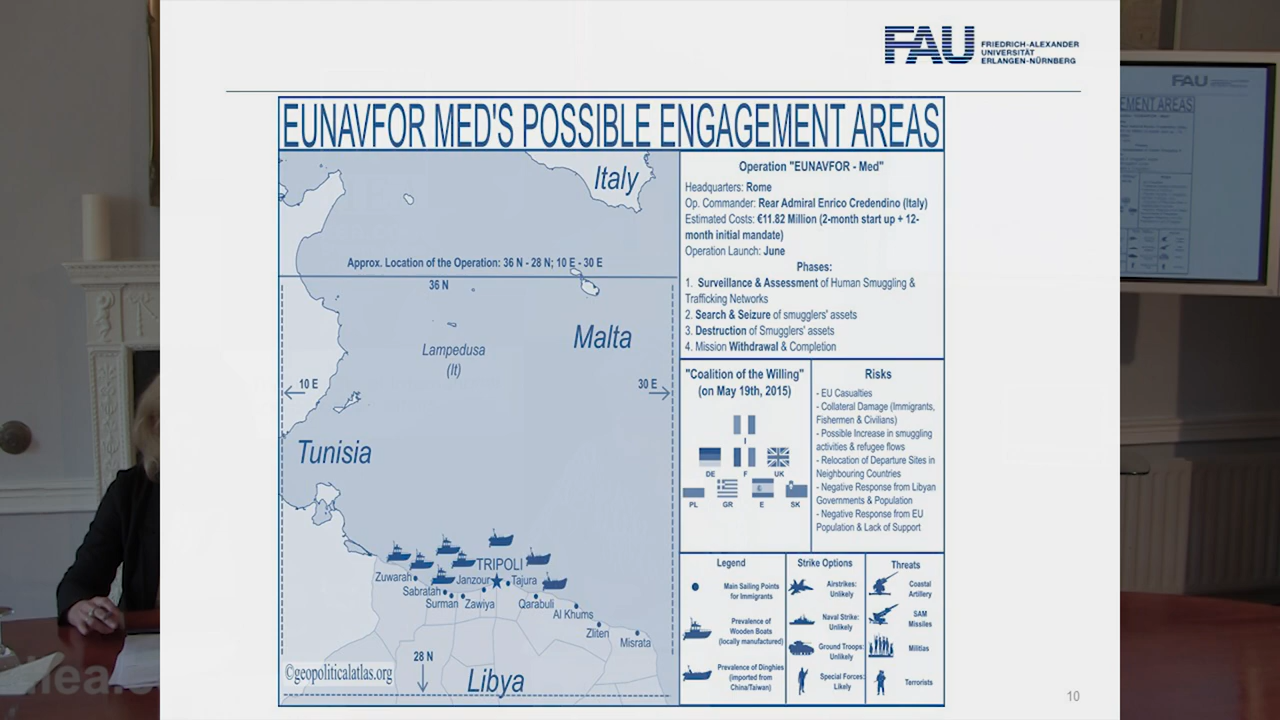 FAU
FRIEDRICH-ALEXANDER
UNIVERSITÄT
ERLANGEN-NÜRNBERG
EUNAVFOR MED'S POSSIBLE ENGAGEMENT AREAS
Italy
Approx. Location of the Operation: 36 N - 28 N; 10 E - 30 E
36 N
Malta
Lampedusa
(It)
10 E
30 E
Tunisia
TRIPOLI
Zuwarah
Janzour
Tajura
Sabratah
Surman
Zawiya
Qarabuli
Al Khums
Zliten
Misrata
28 N
©geopoliticalatlas.org
Libya
Operation "EUNAVFOR - Med"
Headquarters: Rome
Op. Commander: Rear Admiral Enrico Credendino (Italy)
Estimated Costs: €11.82 Million (2-month start up + 12-
month initial mandate)
Operation Launch: June
Phases:
1. Surveillance & Assessment of Human Smuggling &
Trafficking Networks
2. Search & Seizure of smugglers' assets
3. Destruction of Smugglers' assets
4. Mission Withdrawal & Completion
"Coalition of the Willing"
(on May 19th, 2015)
I
DE
F
UK
PL
GR
E
SK
Risks
- EU Casualties
- Collateral Damage (Immigrants,
Fishermen & Civilians)
- Possible Increase in smuggling
activities & refugee flows
- Relocation of Departure Sites in
Neighbouring Countries
- Negative Response from Libyan
Governments & Population
- Negative Response from EU
Population & Lack of Support
Legend
Main Sailing Points
for Immigrants
Prevalence of
Wooden Boats
(locally manufactured)
Prevalence of Dinghies
(imported from
China/Taiwan)
Strike Options
Airstrikes:
Unlikely
Naval Strike:
Unlikely
Ground Troops:
Unlikely
Special Forces:
Likely
Threats
Coastal
Artillery
SAM
Missiles
Militias
Terrorists
10
FAU